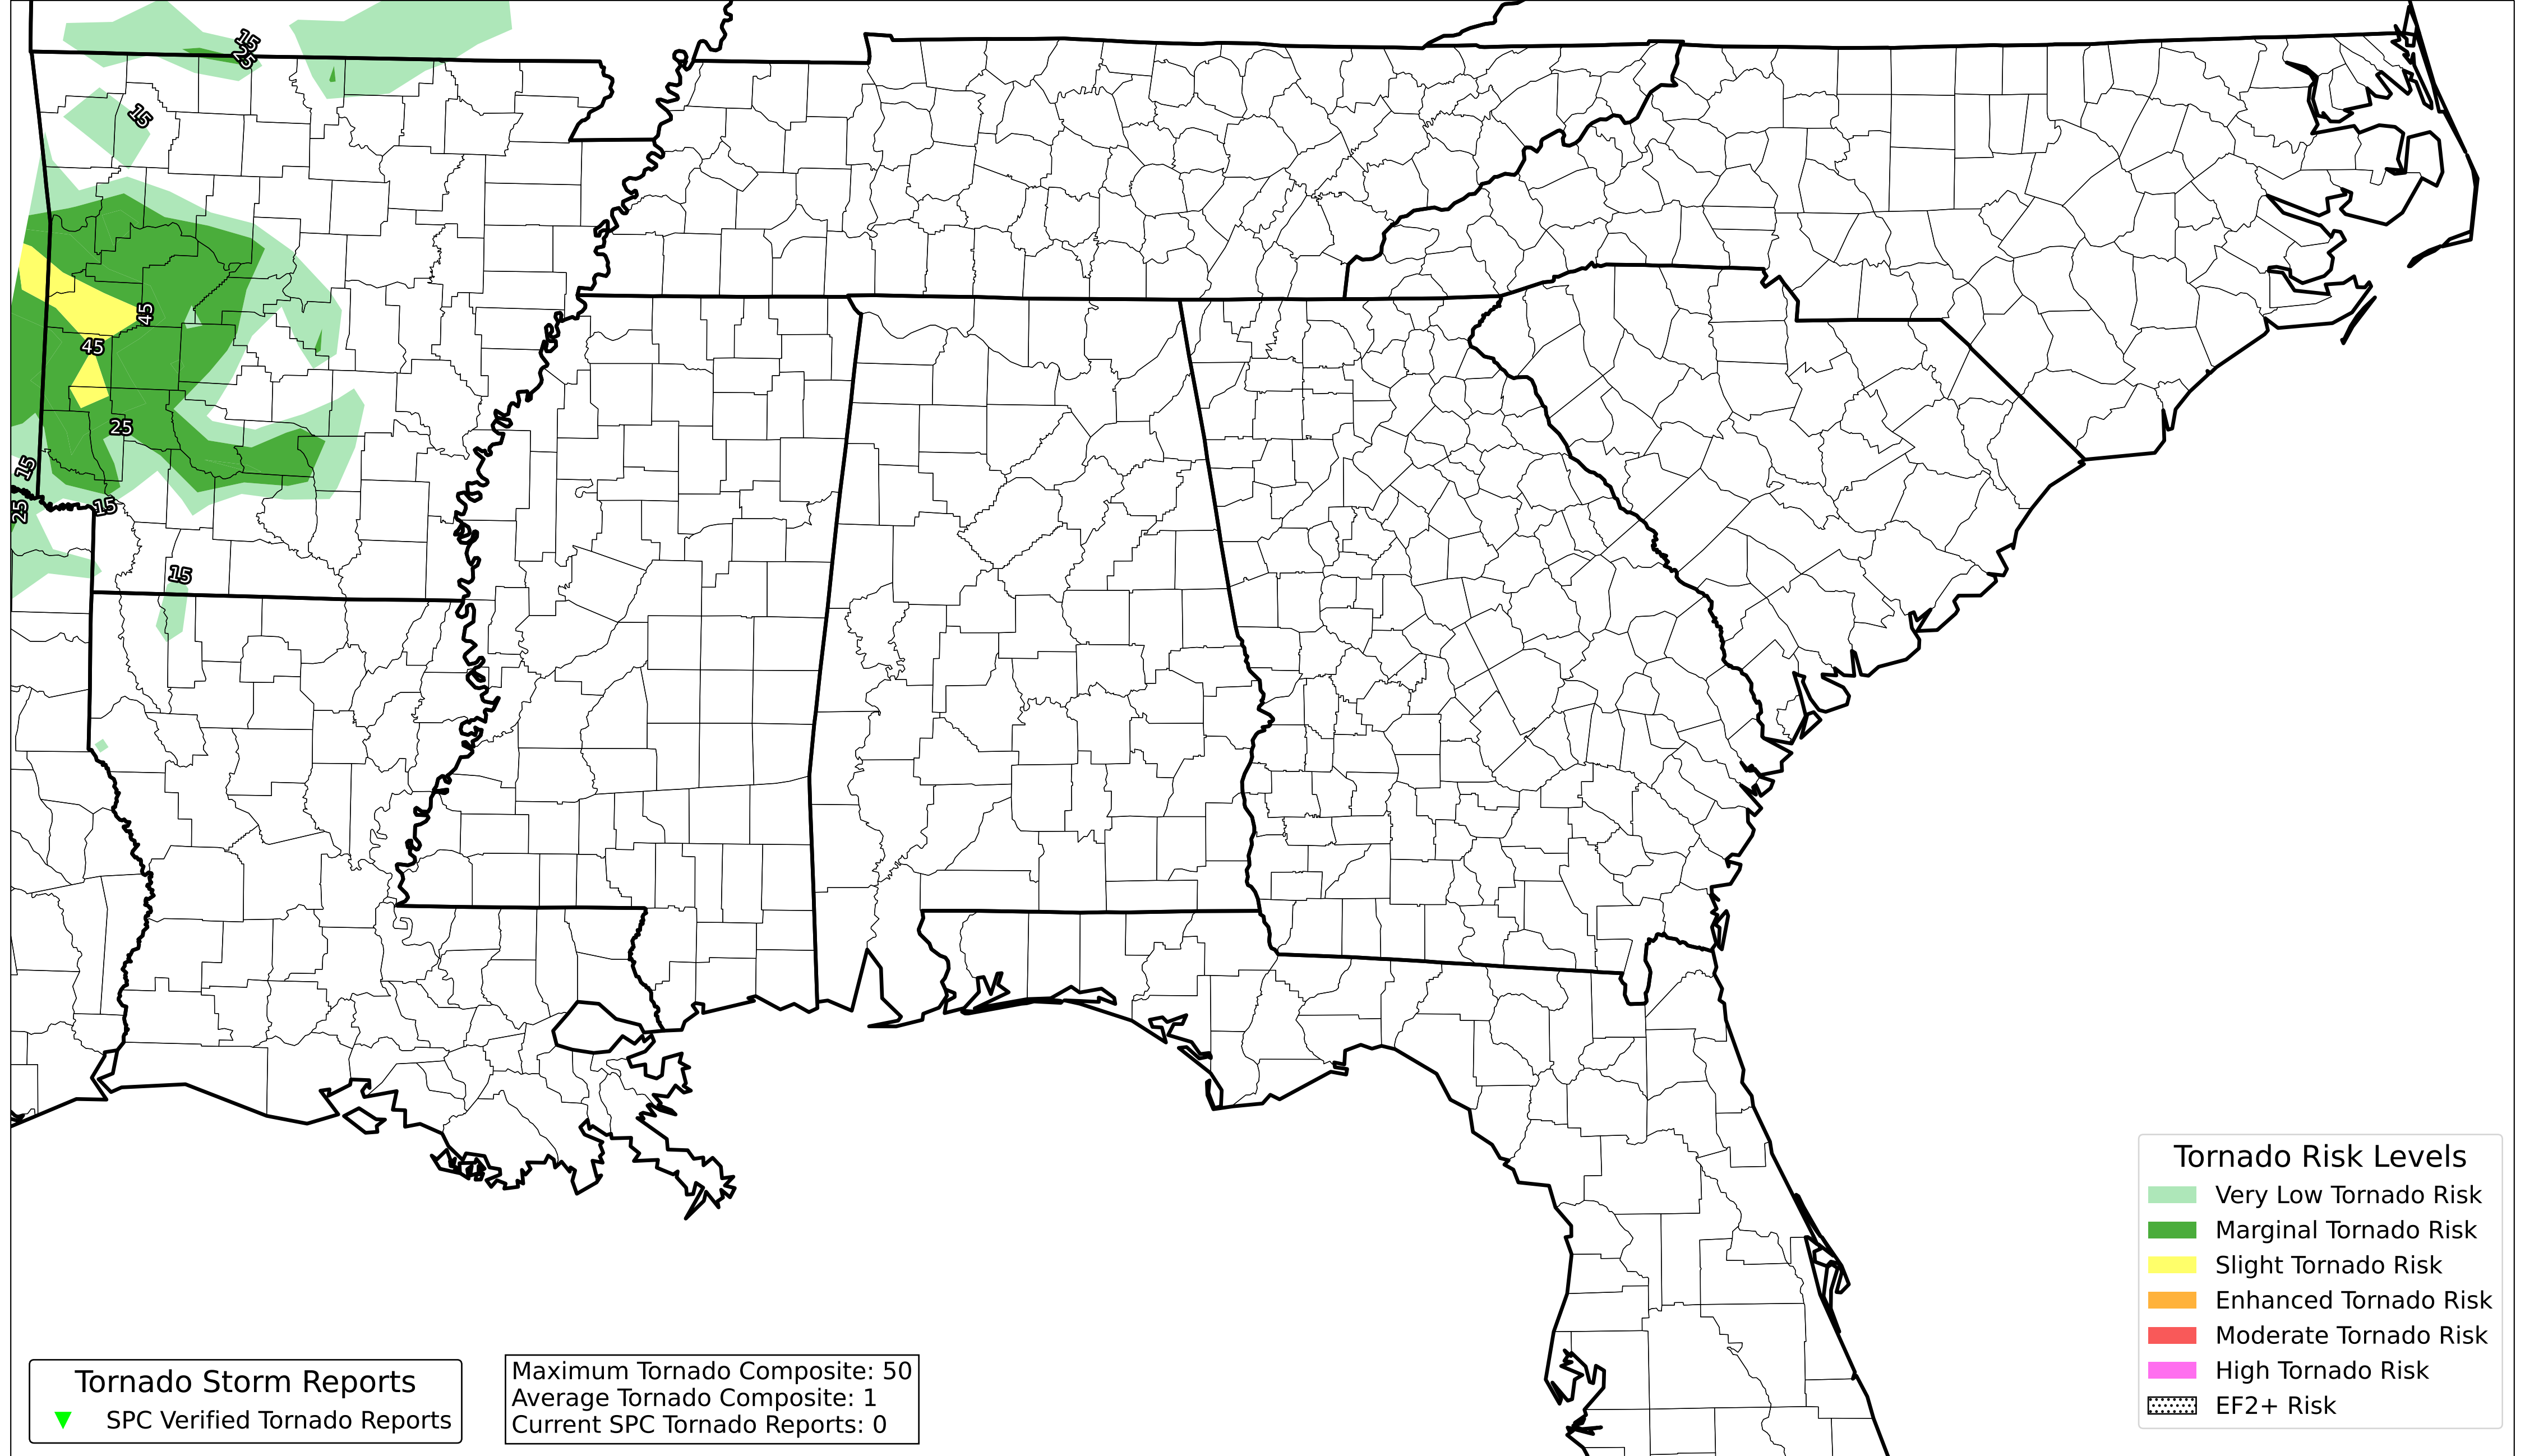 15
25
15
45
45
25
15
25
15
15
Tornado Risk Levels
Very Low Tornado Risk
Marginal Tornado Risk
Slight Tornado Risk
Enhanced Tornado Risk
Moderate Tornado Risk
High Tornado Risk
EF2+ Risk
Tornado Storm Reports
SPC Verified Tornado Reports
Maximum Tornado Composite: 50
Average Tornado Composite: 1
Current SPC Tornado Reports: 0